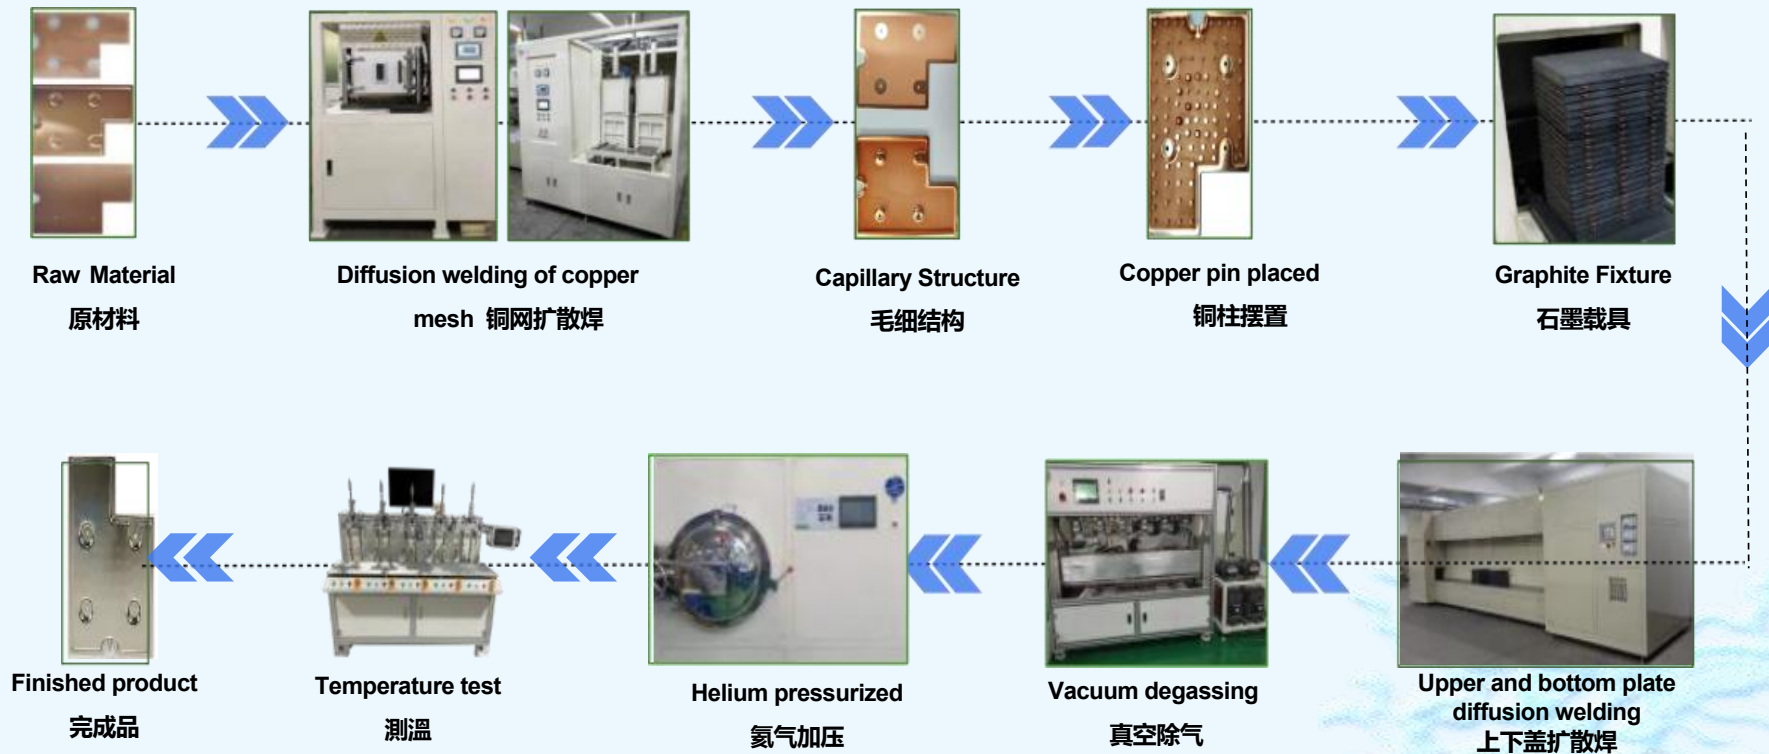 Raw Material
原材料
Diffusion welding of copper
mesh 铜网扩散焊
Capillary Structure
毛细结构
Copper pin placed
铜柱摆置
Graphite Fixture
石墨载具
Finished product
完成品
Temperature test
测溫
Helium pressurized
氦气加压
Vacuum degassing
真空除气
Upper and bottom plate
diffusion welding
上下盖扩散焊